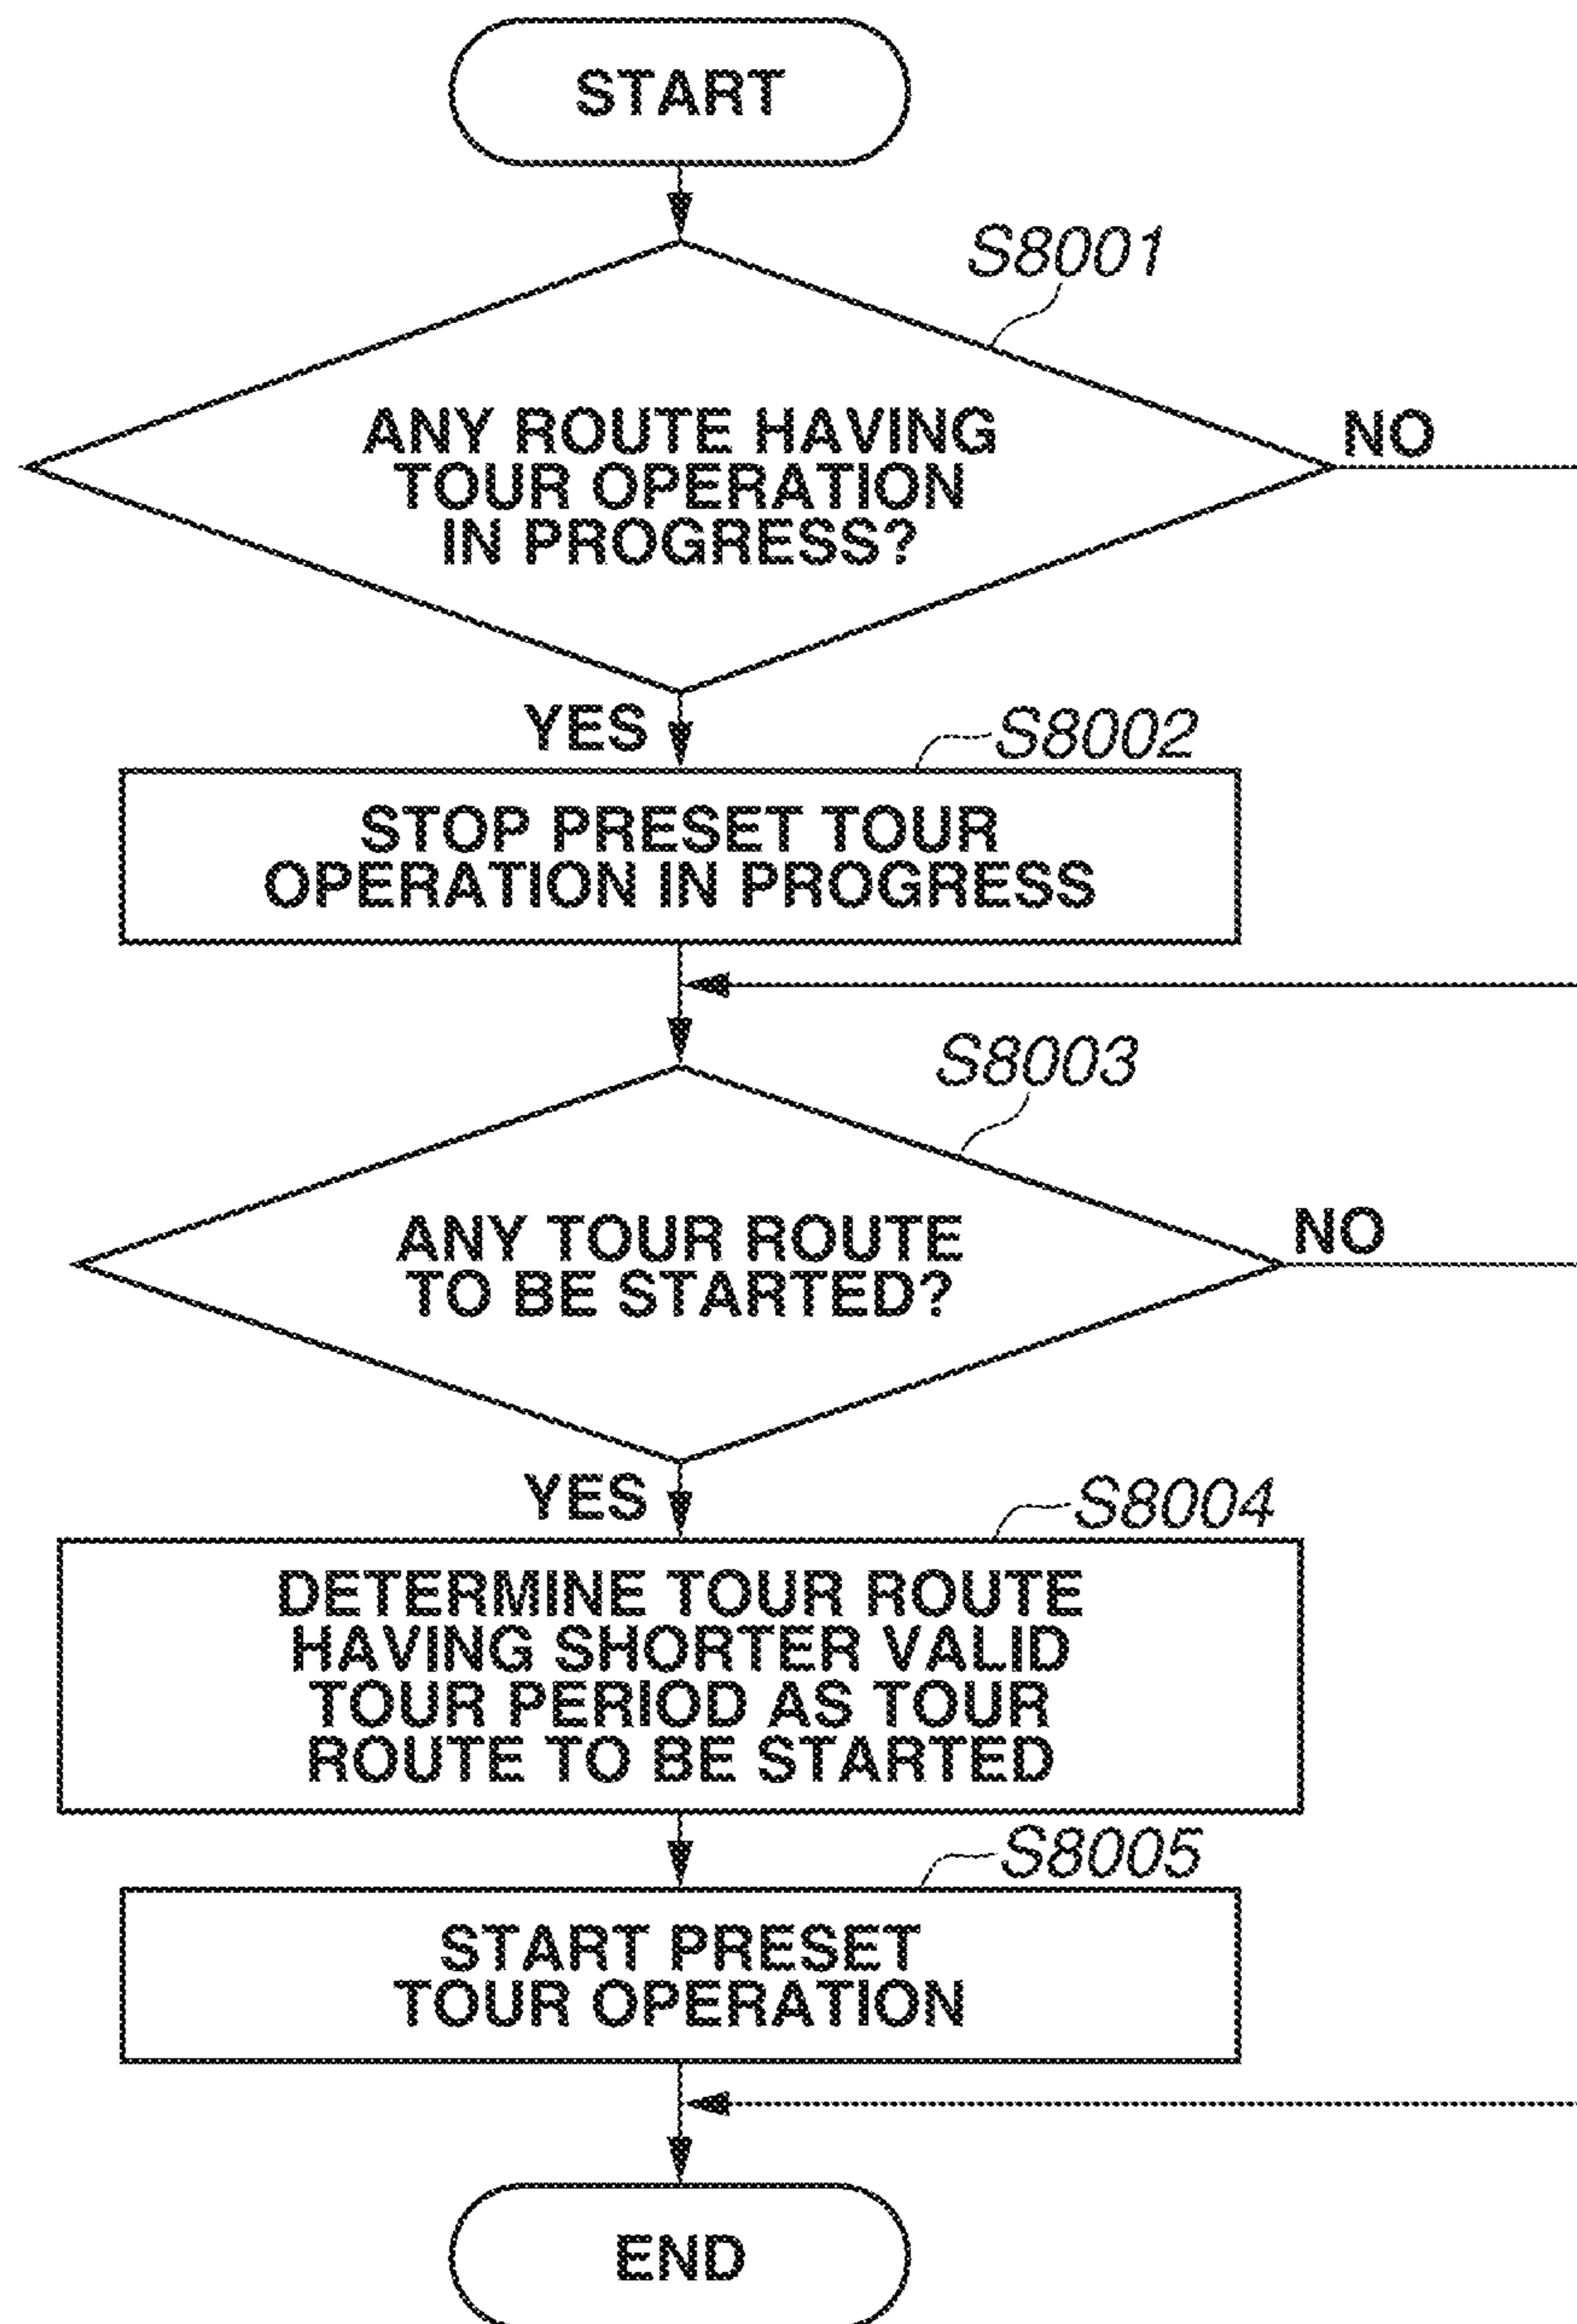 START
S8001
ANY ROUTE HAVING
TOUR OPERATION
IN PROGRESS?
NO
YES
S8002
STOP PRESET TOUR
OPERATION IN PROGRESS
S8003
ANY TOUR ROUTE
TO BE STARTED?
NO
YES
S8004
DETERMINE TOUR ROUTE
HAVING SHORTER VALID
TOUR PERIOD AS TOUR
ROUTE TO BE STARTED
S8005
START PRESET
TOUR OPERATION
END